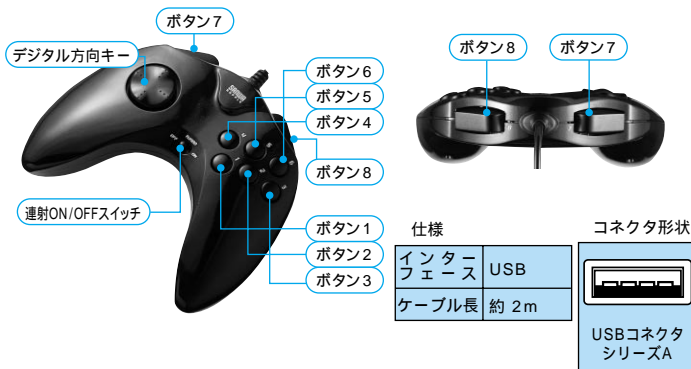 ボタン7
デジタル方向キー
ボタン6
ボタン5
ボタン4
ボタン8
連射ON/OFFスイッチ
ボタン1
ボタン2
ボタン3
ボタン8
ボタン7
仕様
インターフェース
USB
ケーブル長
約 2m
コネクタ形状
USBコネクタ
シリーズA